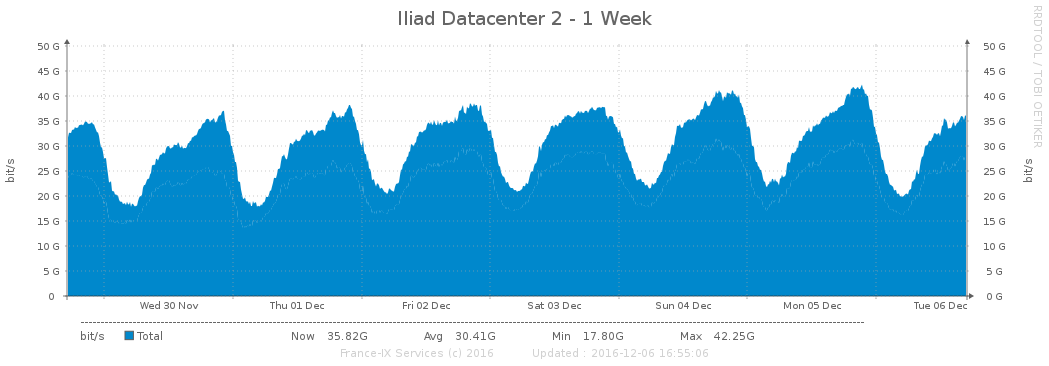 Iliad Datacenter 2 - 1 Week
RRDTOOL / TOBI OETIKER
50 G 50 G
45 G 45 G
40 G 40 G
35 G 35 G
30 G 30 G
25 G 25 G
20 G 20 G
15 G 15 G
10 G 10 G
5 G 5 G
0 0 G
bit/s bit/s
Wed 30 Nov Thu 01 Dec Fri 02 Dec Sat 03 Dec Sun 04 Dec Mon 05 Dec Tue 06 Dec
bit/s Total Now 35.82G Avg 30.41G Min 17.80G Max 42.25G
France-IX Services (c) 2016 Updated : 2016-12-06 16:55:06